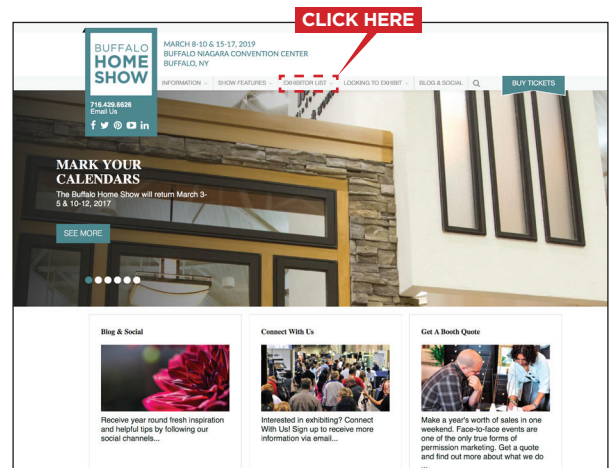 CLICK HERE
BUFFALO
HOME
SHOW
MARCH 8-10 & 15-17, 2019
BUFFALO NIAGARA CONVENTION CENTER
BUFFALO, NY
INFORMATION
SHOW FEATURES
EXHIBITOR LIST
LOOKING TO EXHIBIT
BLOG & SOCIAL
BUY TICKETS
716.429.6626
Email Us
MARK YOUR
CALENDARS
The Buffalo Home Show will return March 3-
5 & 10-12, 2017
SEE MORE
Blog & Social
Receive year round fresh inspiration
and helpful tips by following our
social channels...
Connect With Us
Interested in exhibiting? Connect
With Us! Sign up to receive more
information via email...
Get A Booth Quote
Make a year's worth of sales in one
weekend. Face-to-face events are
one of the only true forms of
permission marketing. Get a quote
and find out more about what we do
...